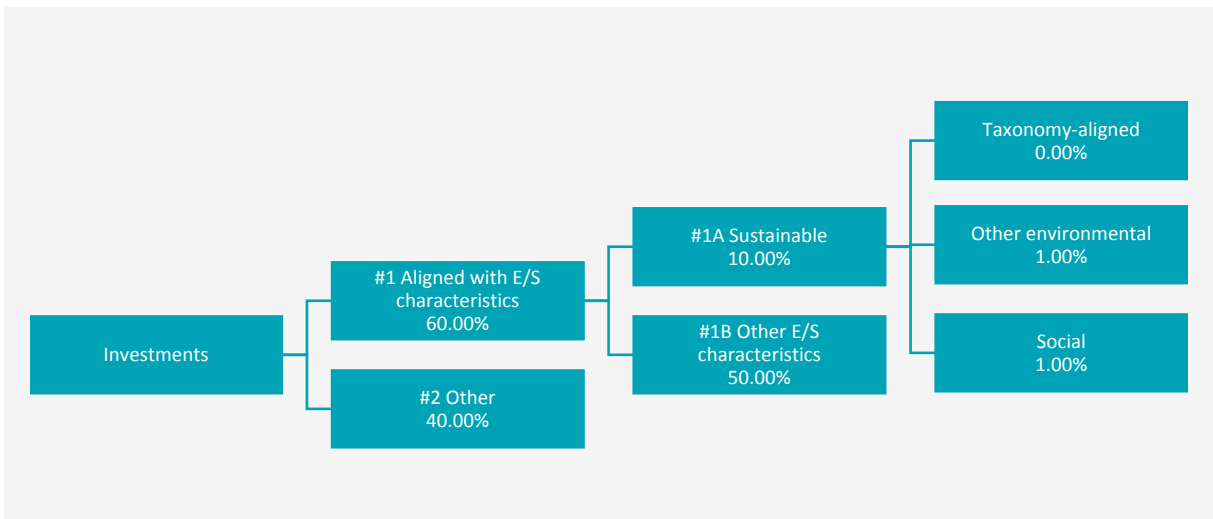 Investments
#1 Aligned with E/S
characteristics
60.00%
#2 Other
40.00%
#1A Sustainable
10.00%
#1B Other E/S
characteristics
50.00%
Taxonomy-aligned
0.00%
Other environmental
1.00%
Social
1.00%